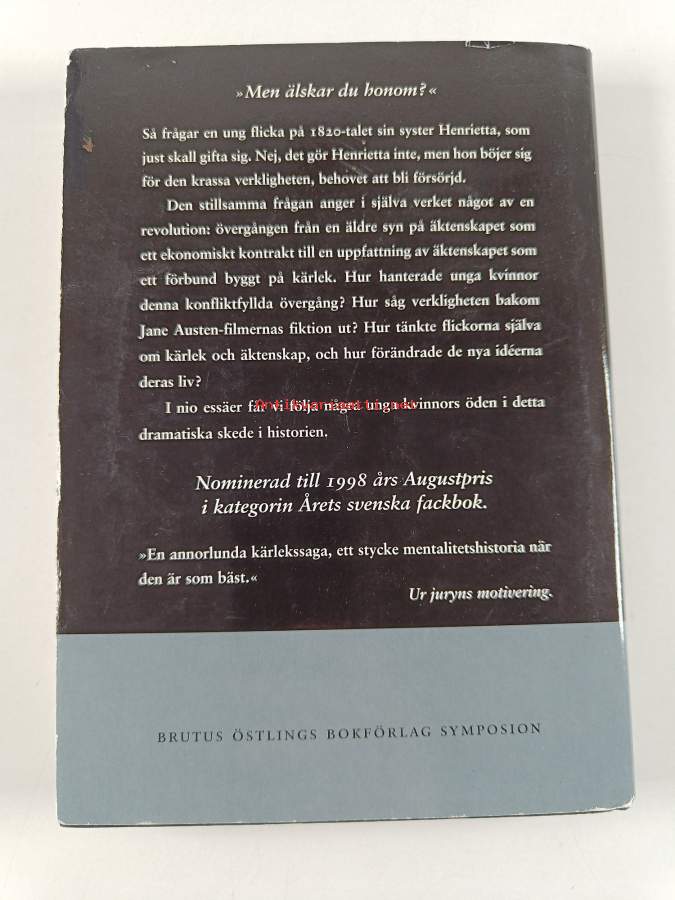 »Men älskar du honom?«
Så frågar en ung flicka på 1820-talet sin syster Henrietta, som
just skall gifta sig. Nej, det gör Henrietta inte, men hon böjer sig
för den krassa verkligheten, behovet att bli försörjd.
Den stillsamma frågan anger i själva verket något av en
revolution: övergången från en äldre syn på äktenskapet som
ett ekonomiskt kontrakt till en uppfattning av äktenskapet som
ett förbund byggt på kärlek. Hur hanterade unga kvinnor
denna konfliktfyllda övergång? Hur såg verkligheten bakom
Jane Austen-filmernas fiktion ut? Hur tänkte flickorna själva
om kärlek och äktenskap, och hur förändrade de nya idéerna
deras liv?
I nio essäer får vi följa några unga kvinnors öden i detta
Antikvariaatti.net
dramatiska skede i historien.
Nominerad till 1998 års Augustpris
i kategorin Årets svenska fackbok.
»En annorlunda kärlekssaga, ett stycke mentalitetshistoria när
den är som bäst.«
Ur juryns motivering.
BRUTUS ÖSTLINGS BOKFÖRLAG SYMPOSION